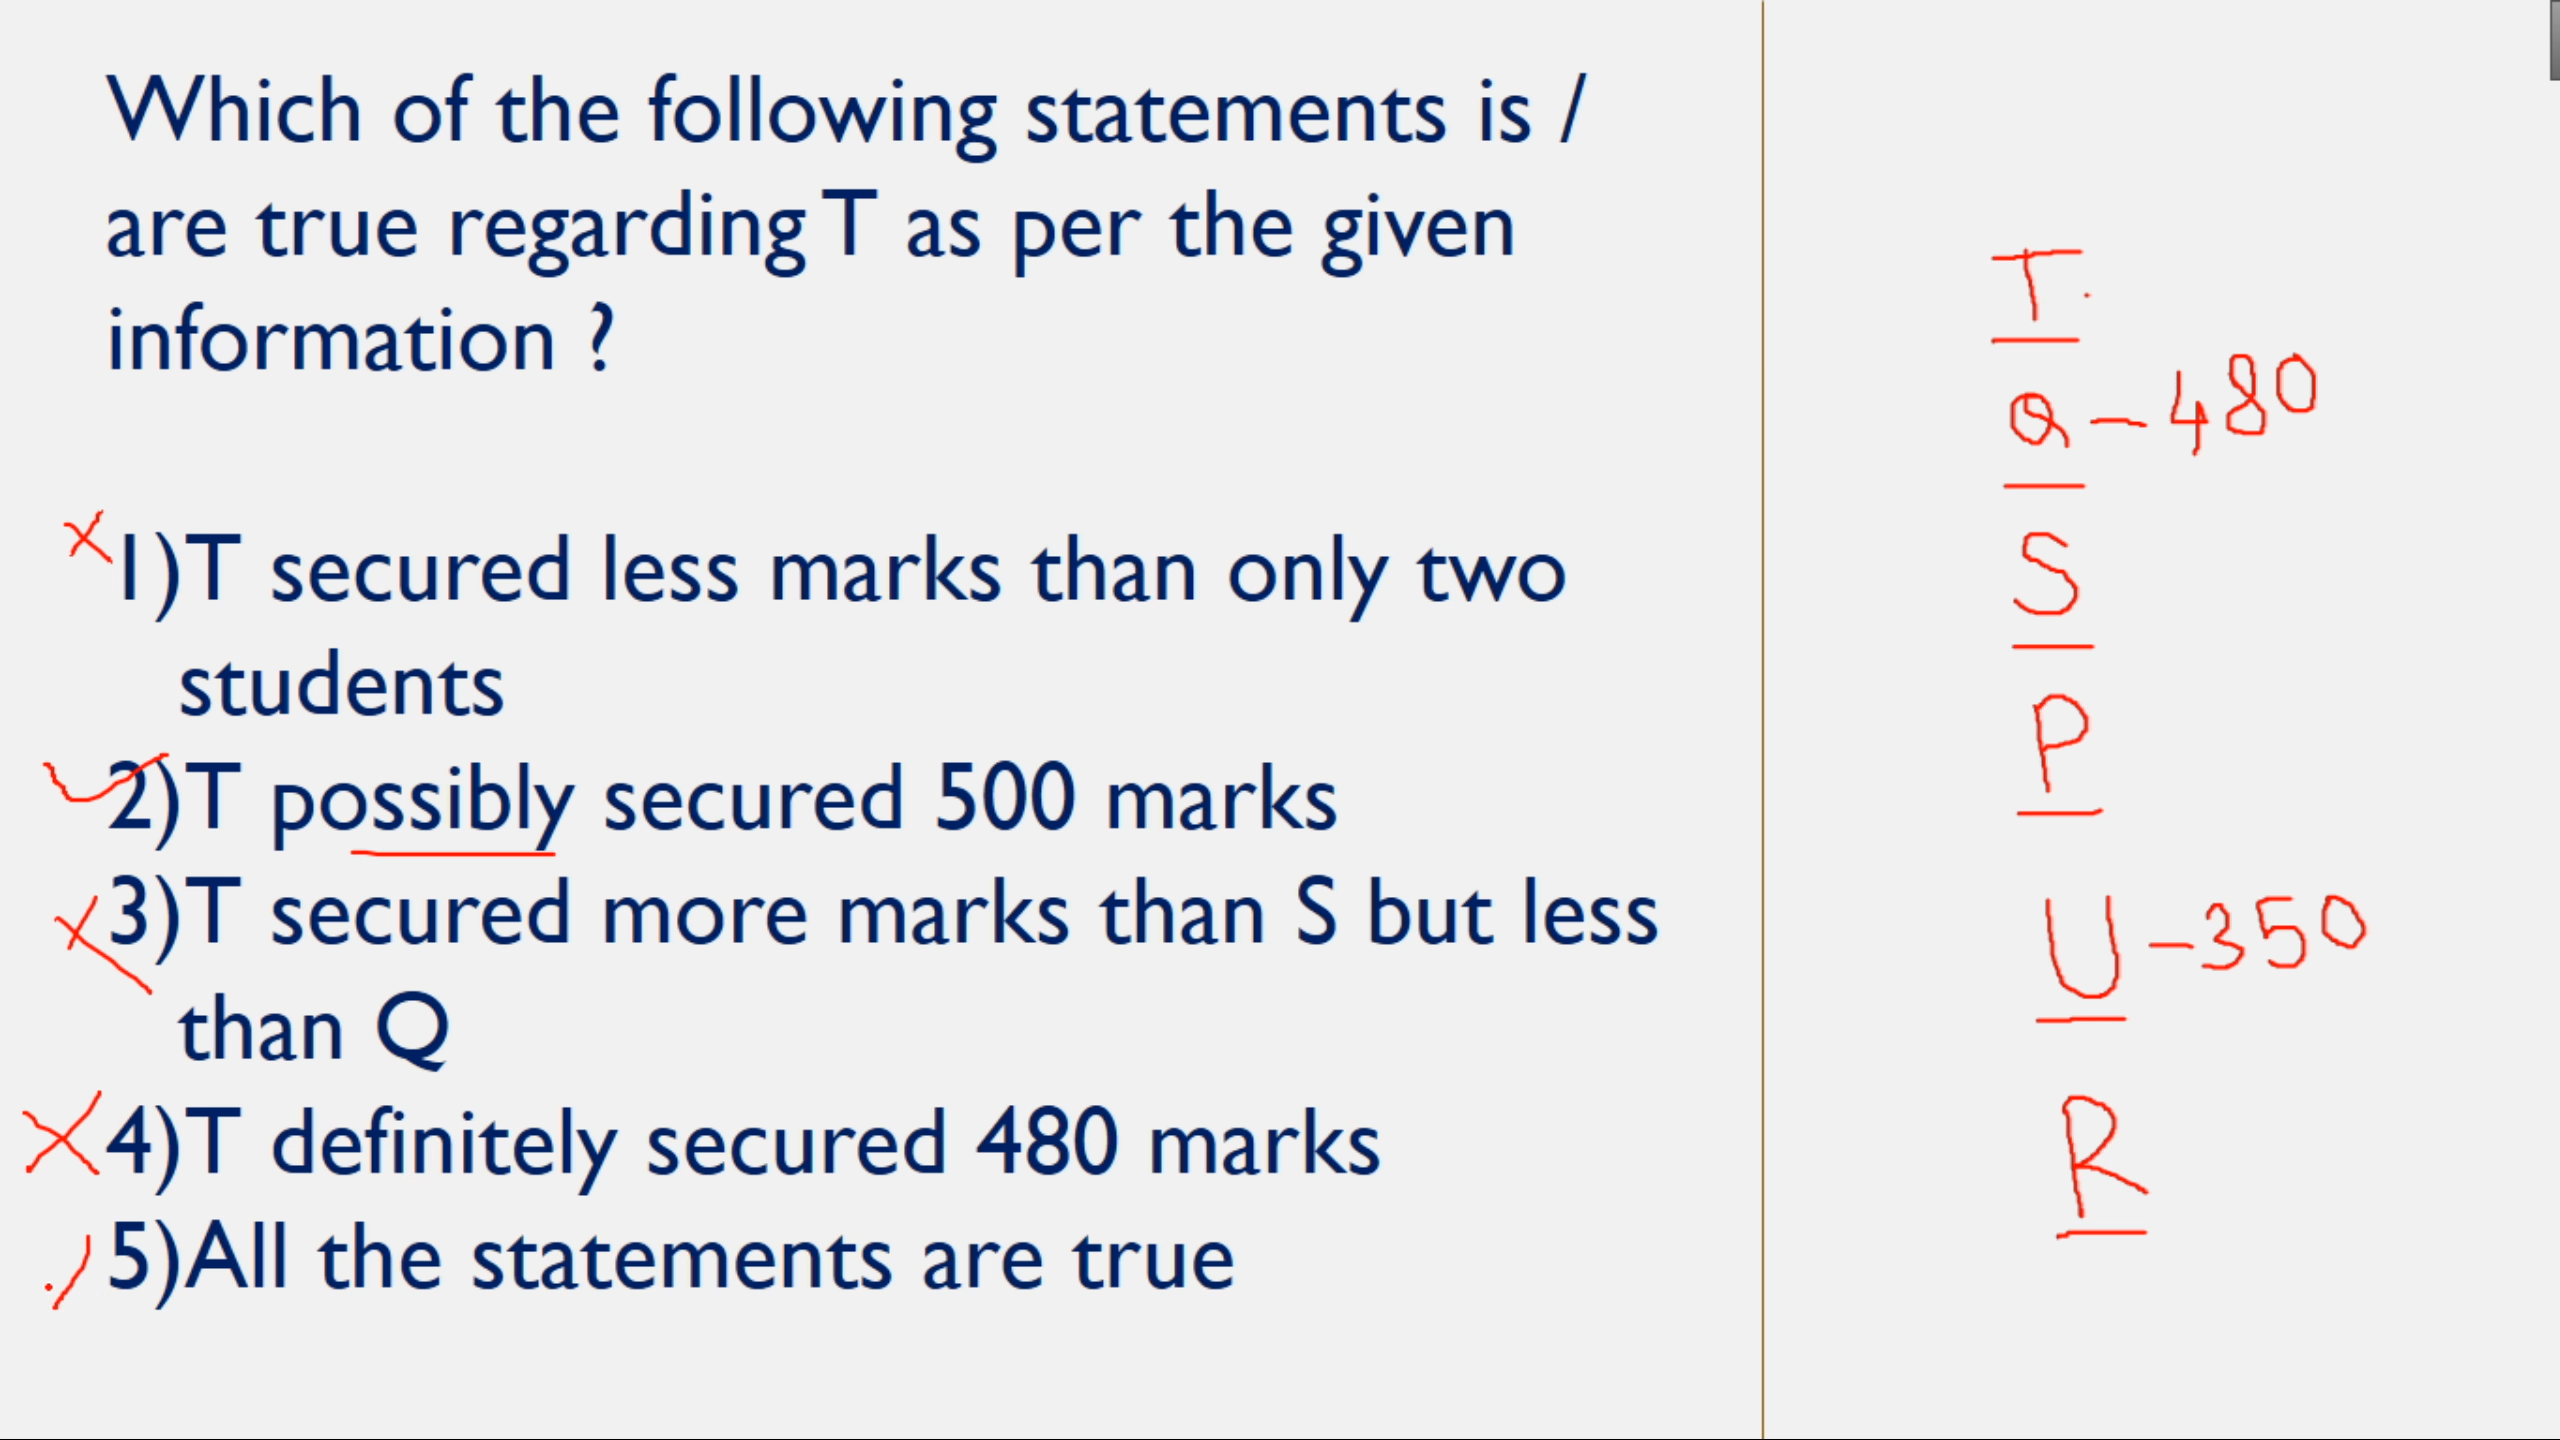 Which of the following statements is /
are true regarding T as per the given
information ?
1)T secured less marks than only two
students
2)T possibly secured 500 marks
3)T secured more marks than S but less
than Q
4)T definitely secured 480 marks
5)All the statements are true
T
Q - 480
S
P
U - 350
R